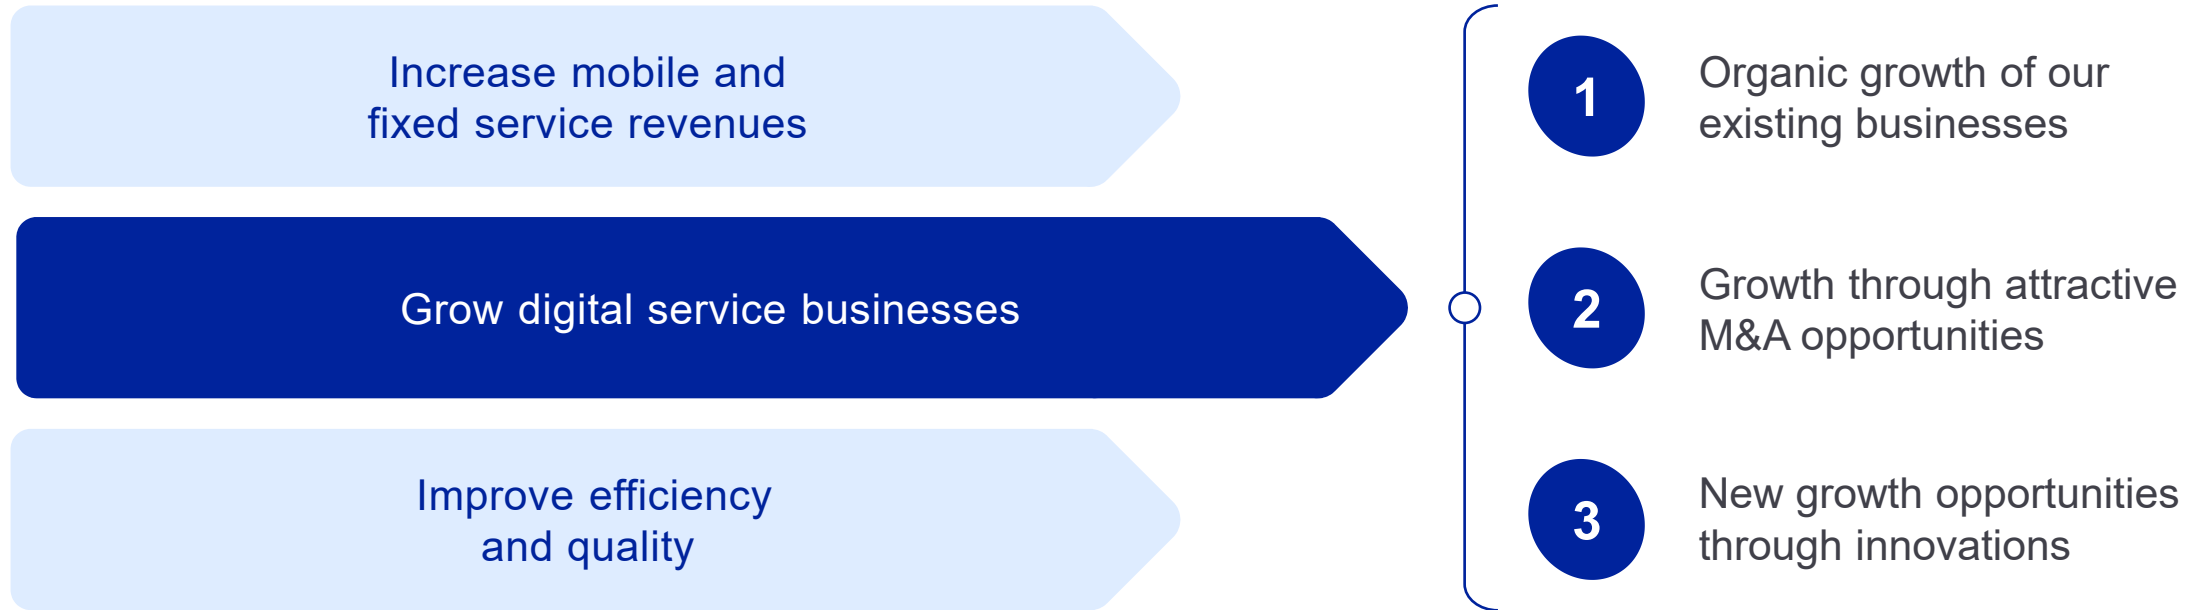 Increase mobile and
fixed service revenues
Grow digital service businesses
Improve efficiency
and quality
1
Organic growth of our
existing businesses
2
Growth through attractive
M&A opportunities
3
New growth opportunities
through innovations